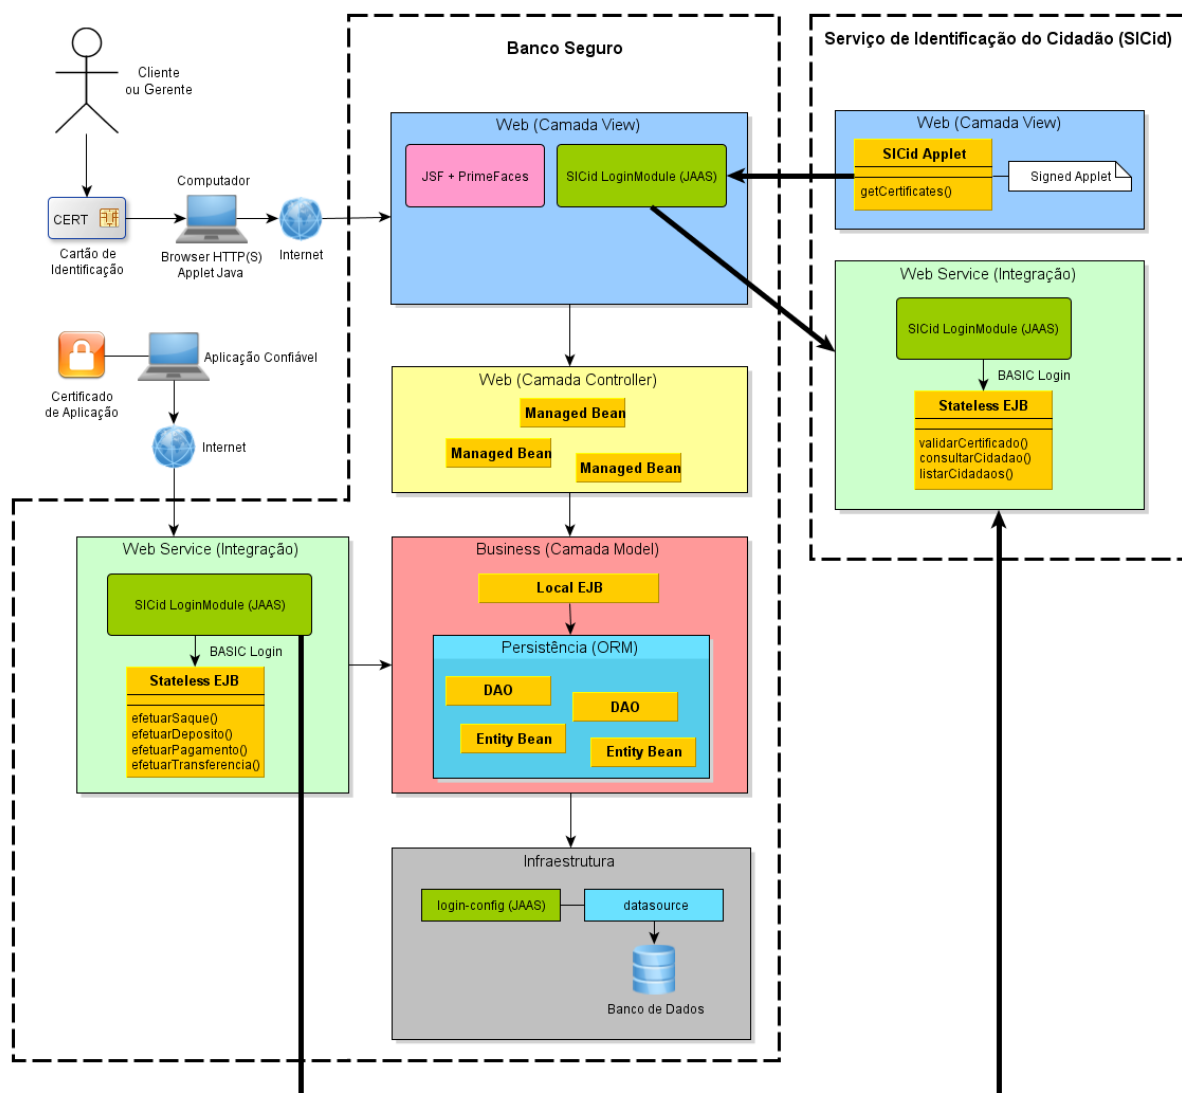 Banco Seguro
Serviço de Identificação do Cidadão (SICid)
Cliente
ou Gerente
CERT
Cartão de
Identificação
Computador
Browser HTTP(S)
Applet Java
Internet
Web (Camada View)
JSF + PrimeFaces
SICid LoginModule (JAAS)
Web (Camada View)
SICid Applet
getCertificates()
Signed Applet
Web Service (Integração)
SICid LoginModule (JAAS)
BASIC Login
Stateless EJB
validarCertificado()
consultarCidadao()
listarCidadaos()
Certificado
de Aplicação
Aplicação Confiável
Internet
Web (Camada Controller)
Managed Bean
Managed Bean
Managed Bean
Web Service (Integração)
SICid LoginModule (JAAS)
BASIC Login
Stateless EJB
efetuarSaque()
efetuarDeposito()
efetuarPagamento()
efetuarTransferencia()
Business (Camada Model)
Local EJB
Persistência (ORM)
DAO
DAO
Entity Bean
Entity Bean
Infraestrutura
login-config (JAAS)
datasource
Banco de Dados